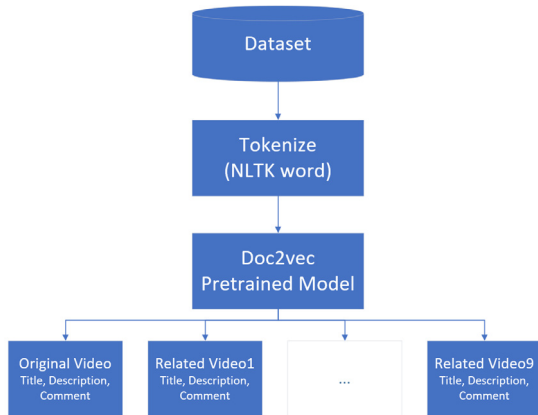 Dataset
Tokenize
(NLTK word)
Doc2vec
Pretrained Model
Original Video
Title, Description,
Comment
Related Video1
Title, Description,
Comment
...
Related Video9
Title, Description,
Comment